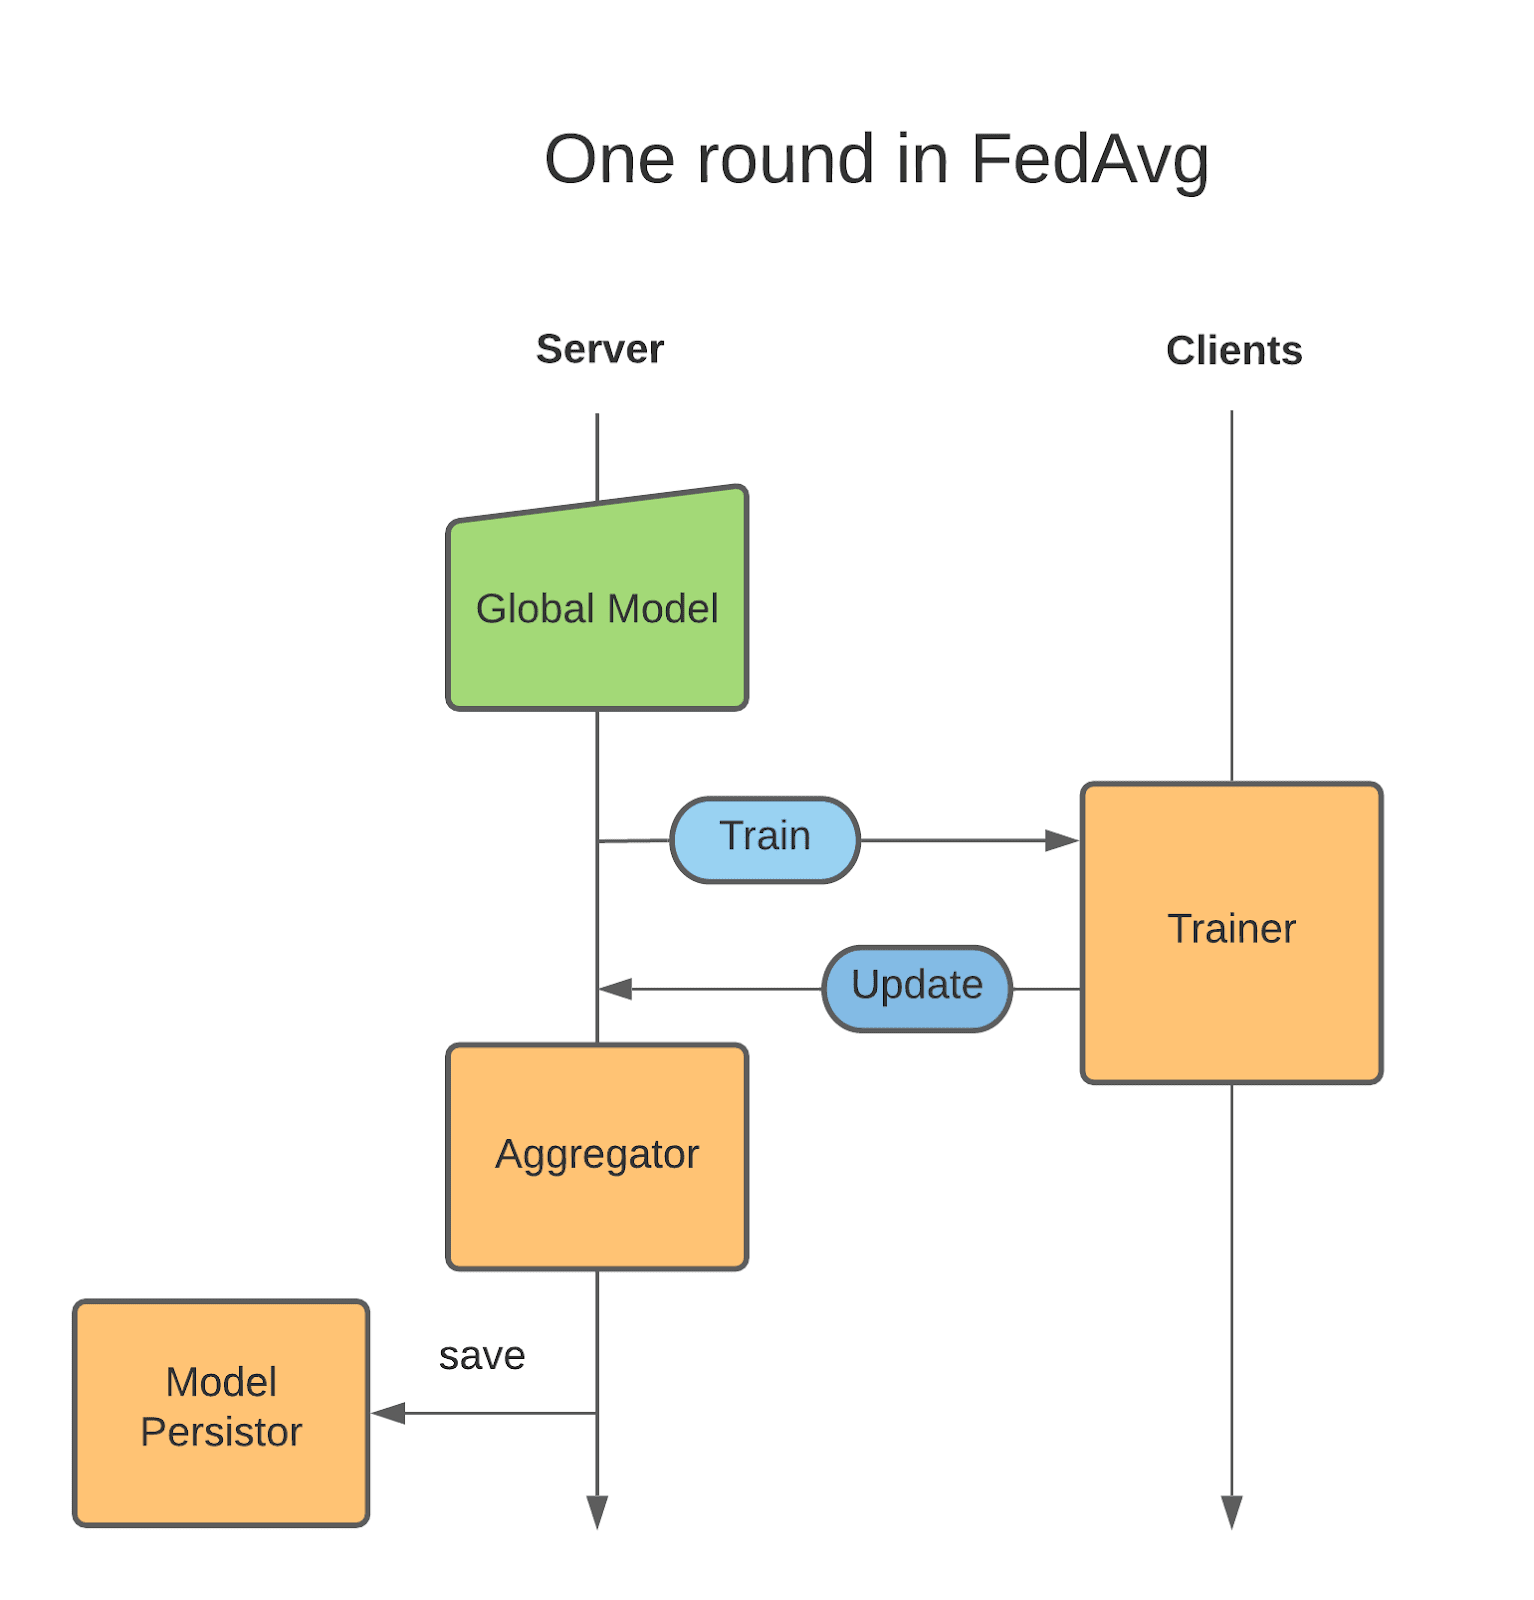 One round in FedAvg
Server
Clients
Global Model
Train
Trainer
Update
Aggregator
save
Model
Persistor